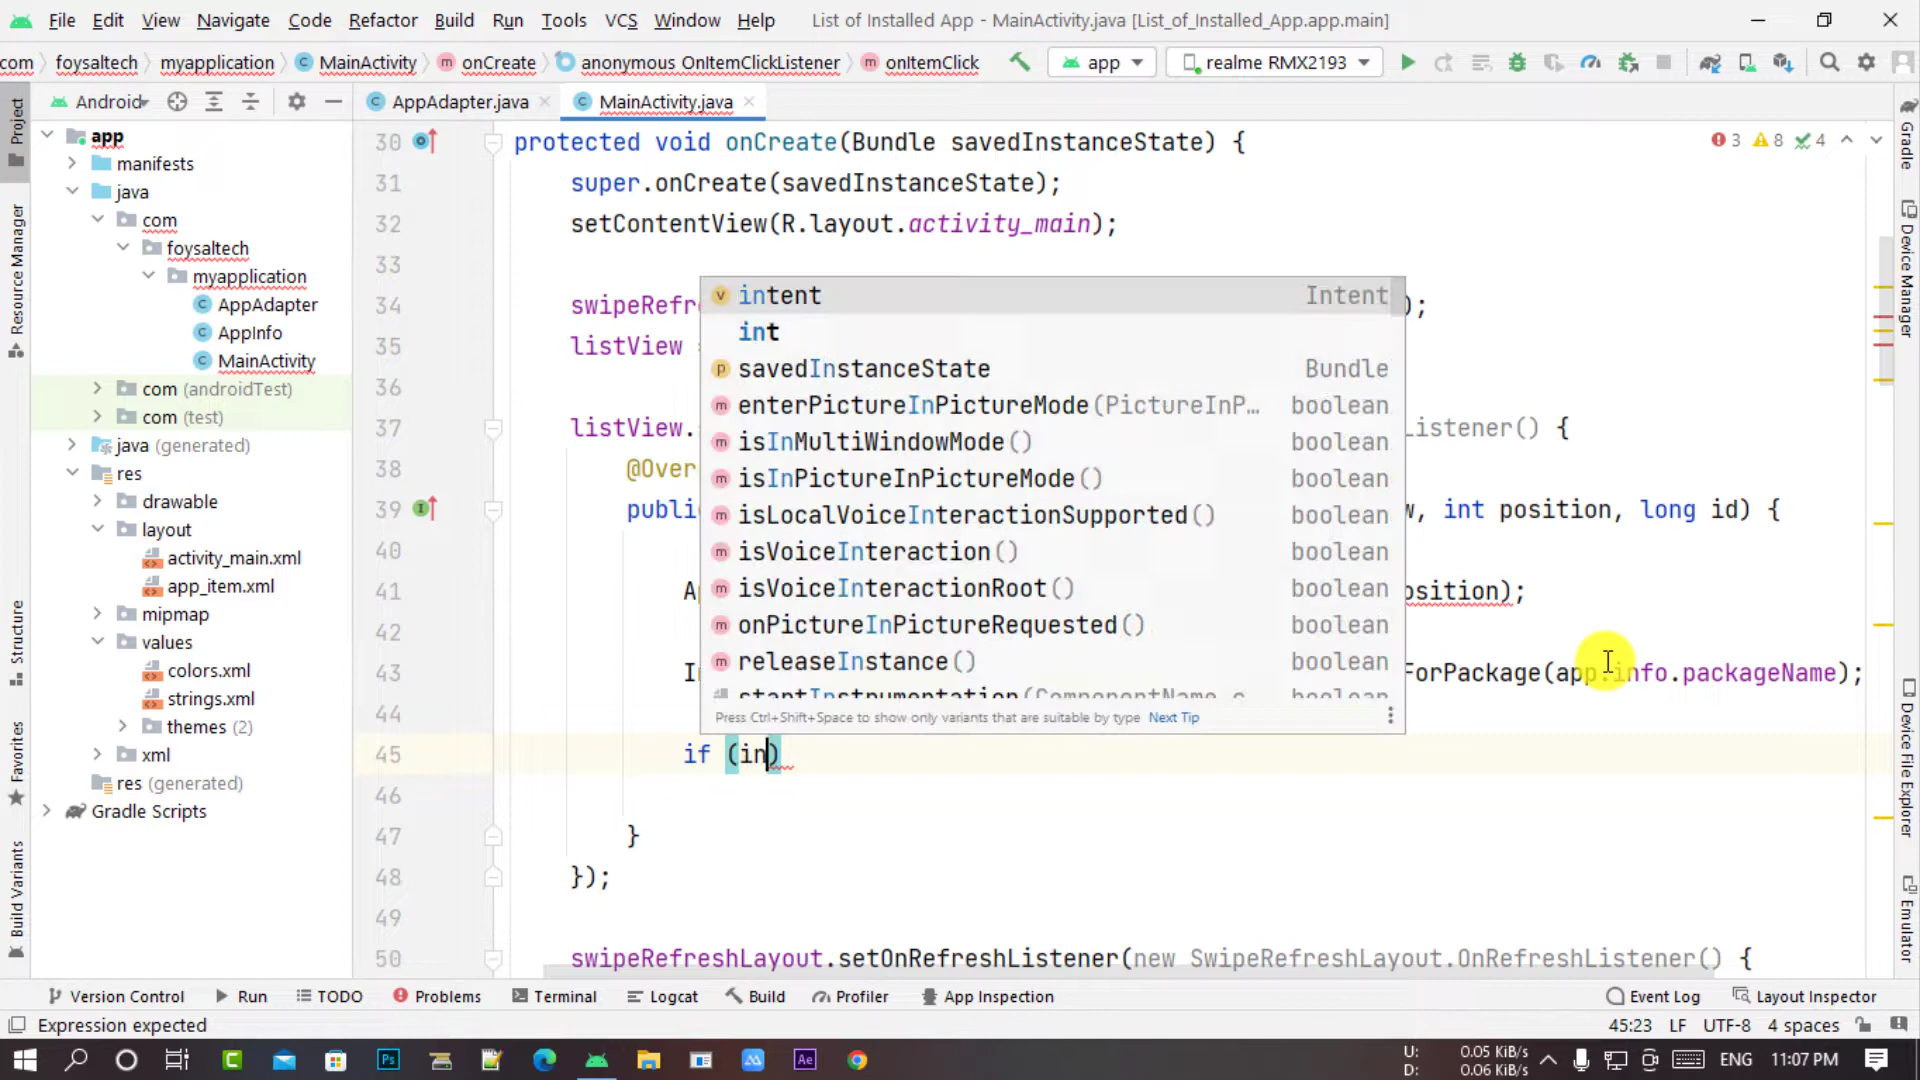 File Edit View Navigate Code Refactor Build Run Tools VCS Window Help List of Installed App - MainActivity.java [List_of_Installed_App.app.main]
com foysaltech myapplication MainActivity onCreate anonymous OnItemClickListener onItemClick app realme RMX2193
Android AppAdapter.java MainActivity.java
Project
Resource Manager
Structure
Favorites
Build Variants
app
manifests
java
com
foysaltech
myapplication
AppAdapter
AppInfo
MainActivity
com (androidTest)
com (test)
java (generated)
res
drawable
layout
activity_main.xml
app_item.xml
mipmap
values
colors.xml
strings.xml
themes (2)
xml
res (generated)
Gradle Scripts
3 8 4
30 protected void onCreate(Bundle savedInstanceState) {
31 super.onCreate(savedInstanceState);
32 setContentView(R.layout.activity_main);
33
34 swipeRefr );
35 listView
36
37 listView. istener() {
38 @Over
39 publi w, int position, long id) {
40
41 A osition);
42
43 I ForPackage(app.info.packageName);
44
45 if (in)
46
47 }
48 });
49
50 swipeRefreshLayout.setOnRefreshListener(new SwipeRefreshLayout.OnRefreshListener() {
intent Intent
int
savedInstanceState Bundle
enterPictureInPictureMode(PictureInP… boolean
isInMultiWindowMode() boolean
isInPictureInPictureMode() boolean
isLocalVoiceInteractionSupported() boolean
isVoiceInteraction() boolean
isVoiceInteractionRoot() boolean
onPictureInPictureRequested() boolean
releaseInstance() boolean
startInstrumentation(ComponentName c boolean
Press Ctrl+Shift+Space to show only variants that are suitable by type Next Tip
Gradle
Device Manager
Device File Explorer
Emulator
Version Control Run TODO Problems Terminal Logcat Build Profiler App Inspection Event Log Layout Inspector
Expression expected 45:23 LF UTF-8 4 spaces
U: 0.05 KiB/s
D: 0.06 KiB/s
ENG 11:07 PM